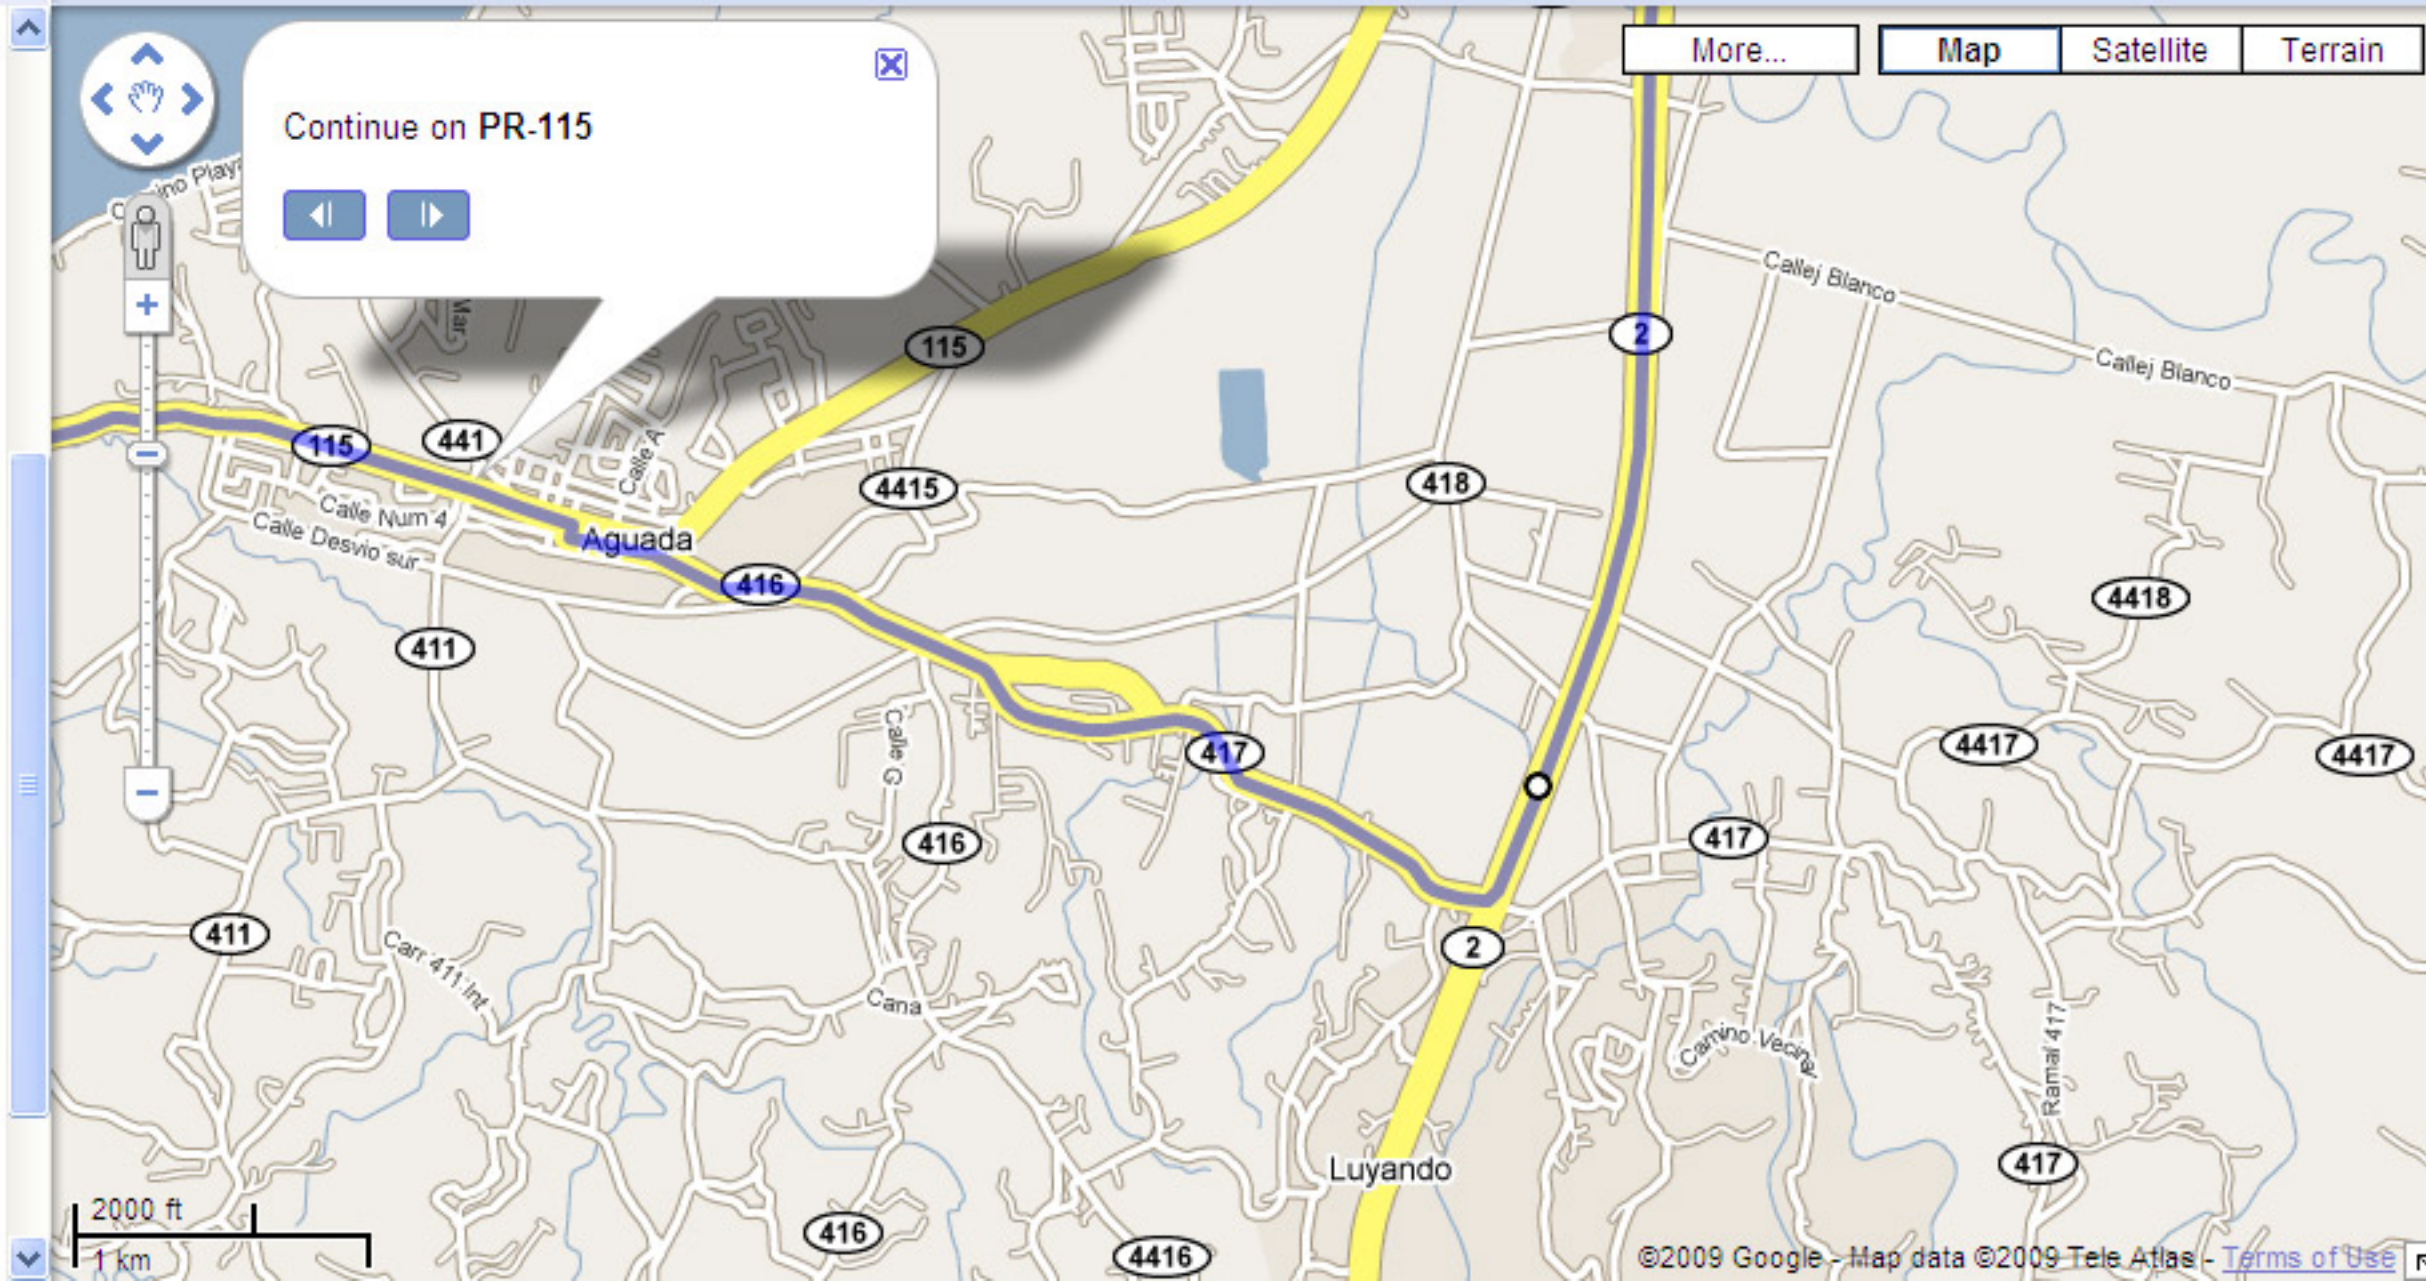 More...
Map
Satellite
Terrain
Continue on PR-115
Callej Blanco
Mar
115
2
Callej Blanco
115
441
Calle A
4415
418
Calle Num 4
Calle Desvio sur
Aguada
416
4418
411
417
Calle G
4417
4417
416
417
411
Carr 411 Int
2
Cana
Camino Vecinal
Ramal 417
Luyando
417
2000 ft
416
4416
1 km
©2009 Google - Map data ©2009 Tele Atlas - Terms of Use